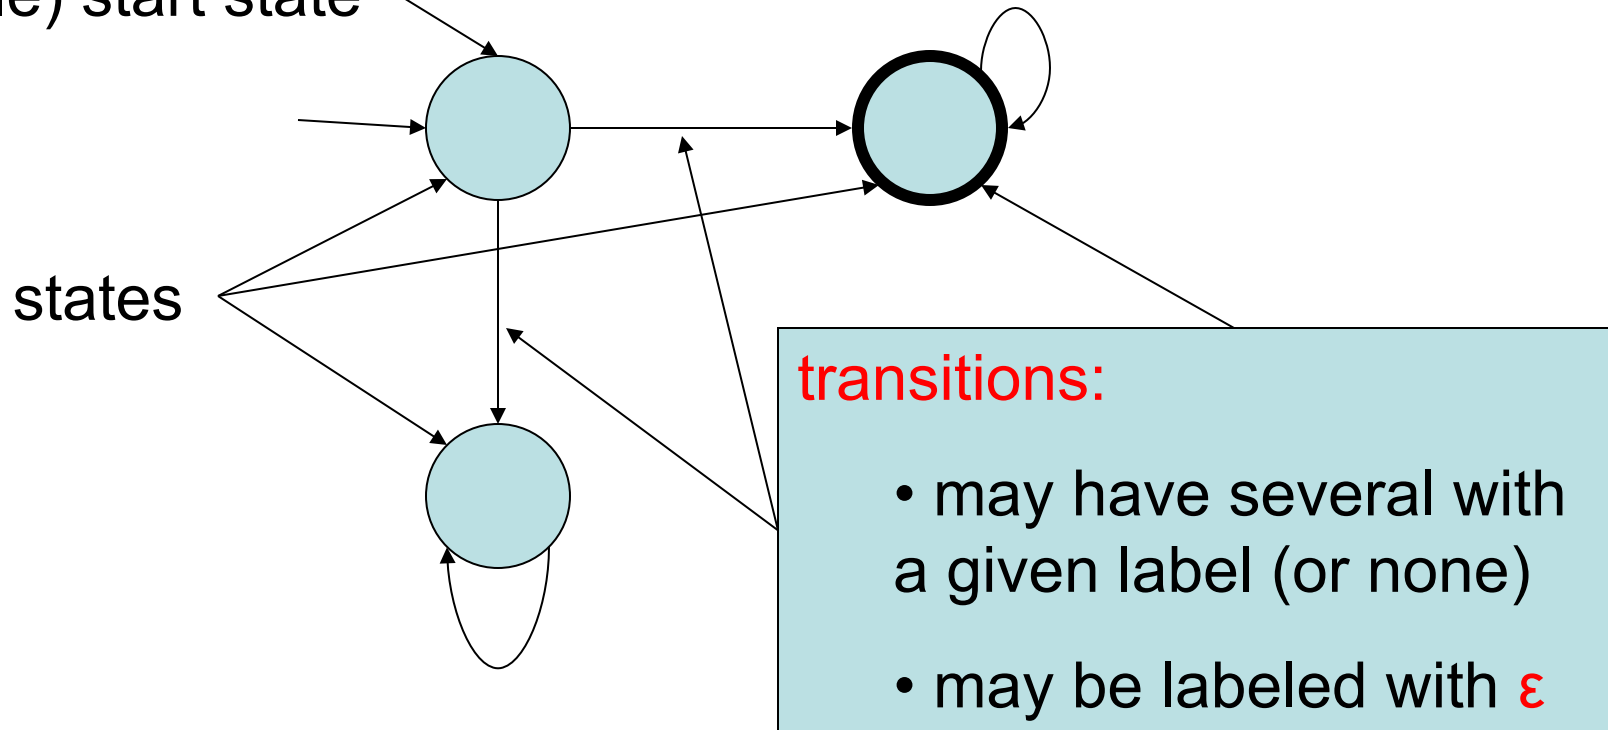 e) start state
states
transitions:
• may have several with
a given label (or none)
• may be labeled with ε